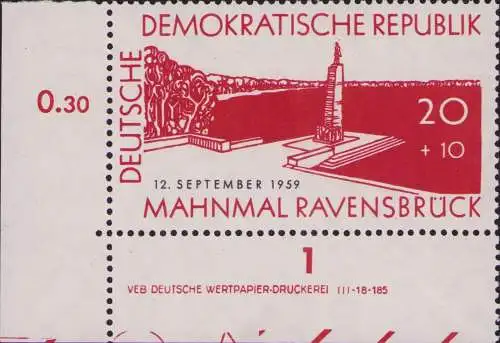 DEUTSCHE
DEMOKRATISCHE REPUBLIK
0.30
20
+ 10
12. SEPTEMBER 1959
MAHNMAL RAVENSBRÜCK
1
VEB DEUTSCHE WERTPAPIER-DRUCKEREI III-18-185